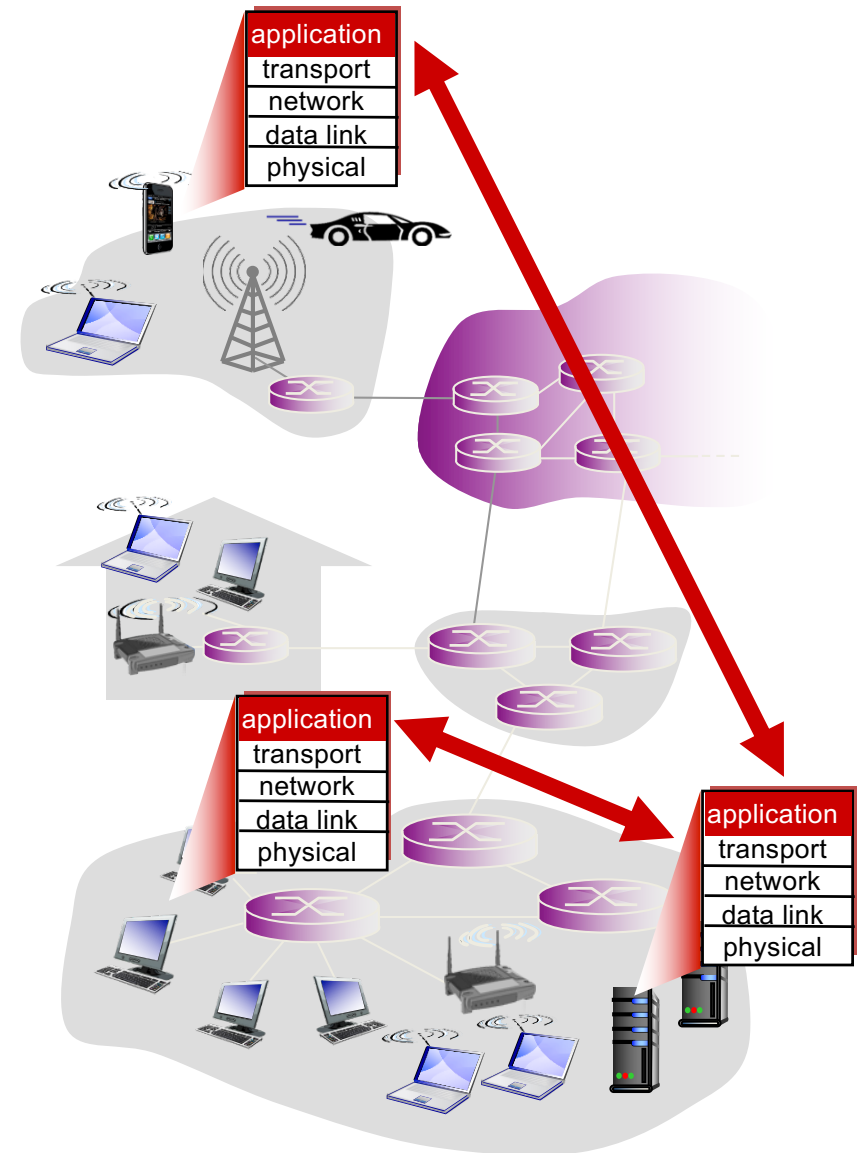 application
transport
network
data link
physical
application
transport
network
data link
physical
application
transport
network
data link
physical